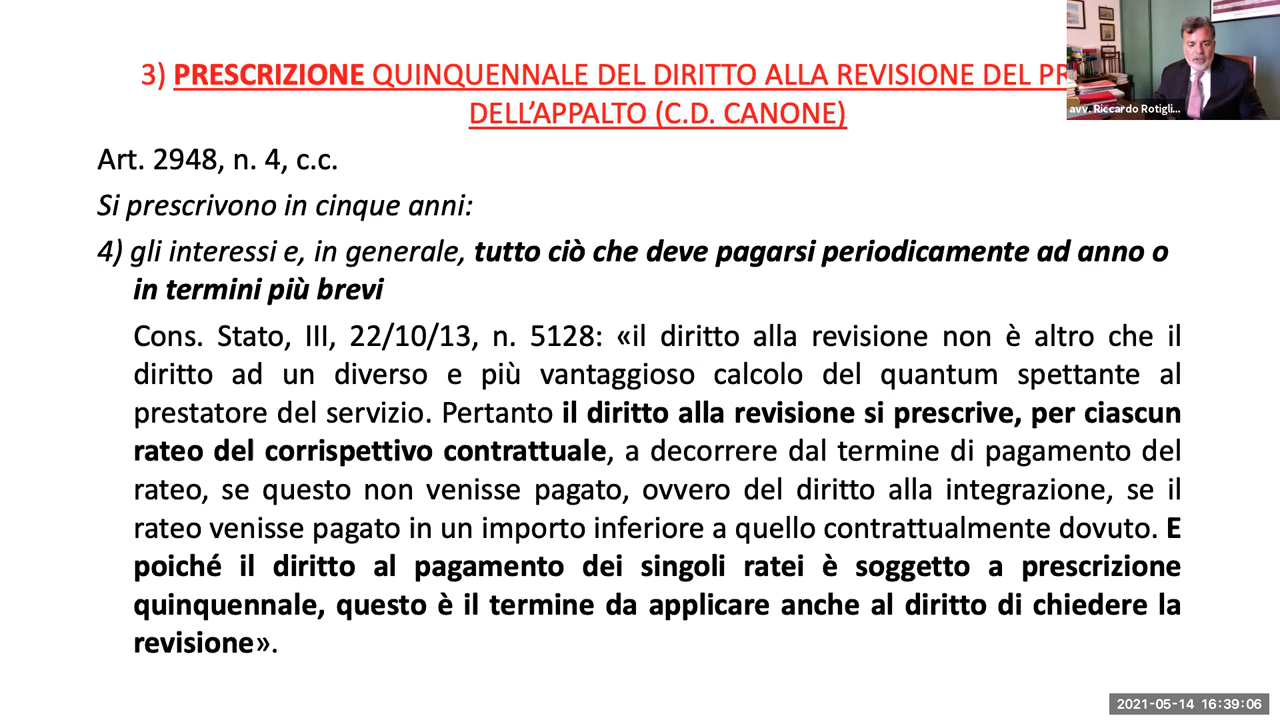 3) PRESCRIZIONE QUINQUENNALE DEL DIRITTO ALLA REVISIONE DEL
DELL'APPALTO (C.D. CANONE)
avv. Riccardo Rotigli...
Art. 2948, n. 4, c.c.
Si prescrivono in cinque anni:
4) gli interessi e, in generale, tutto ciò che deve pagarsi periodicamente ad anno o
in termini più brevi
Cons. Stato, III, 22/10/13, n. 5128: «il diritto alla revisione non è altro che il
diritto ad un diverso e più vantaggioso calcolo del quantum spettante al
prestatore del servizio. Pertanto il diritto alla revisione si prescrive, per ciascun
rateo del corrispettivo contrattuale, a decorrere dal termine di pagamento del
rateo, se questo non venisse pagato, ovvero del diritto alla integrazione, se il
rateo venisse pagato in un importo inferiore a quello contrattualmente dovuto. E
poiché il diritto al pagamento dei singoli ratei è soggetto a prescrizione
quinquennale, questo è il termine da applicare anche al diritto di chiedere la
revisione».
2021-05-14 16:39:06